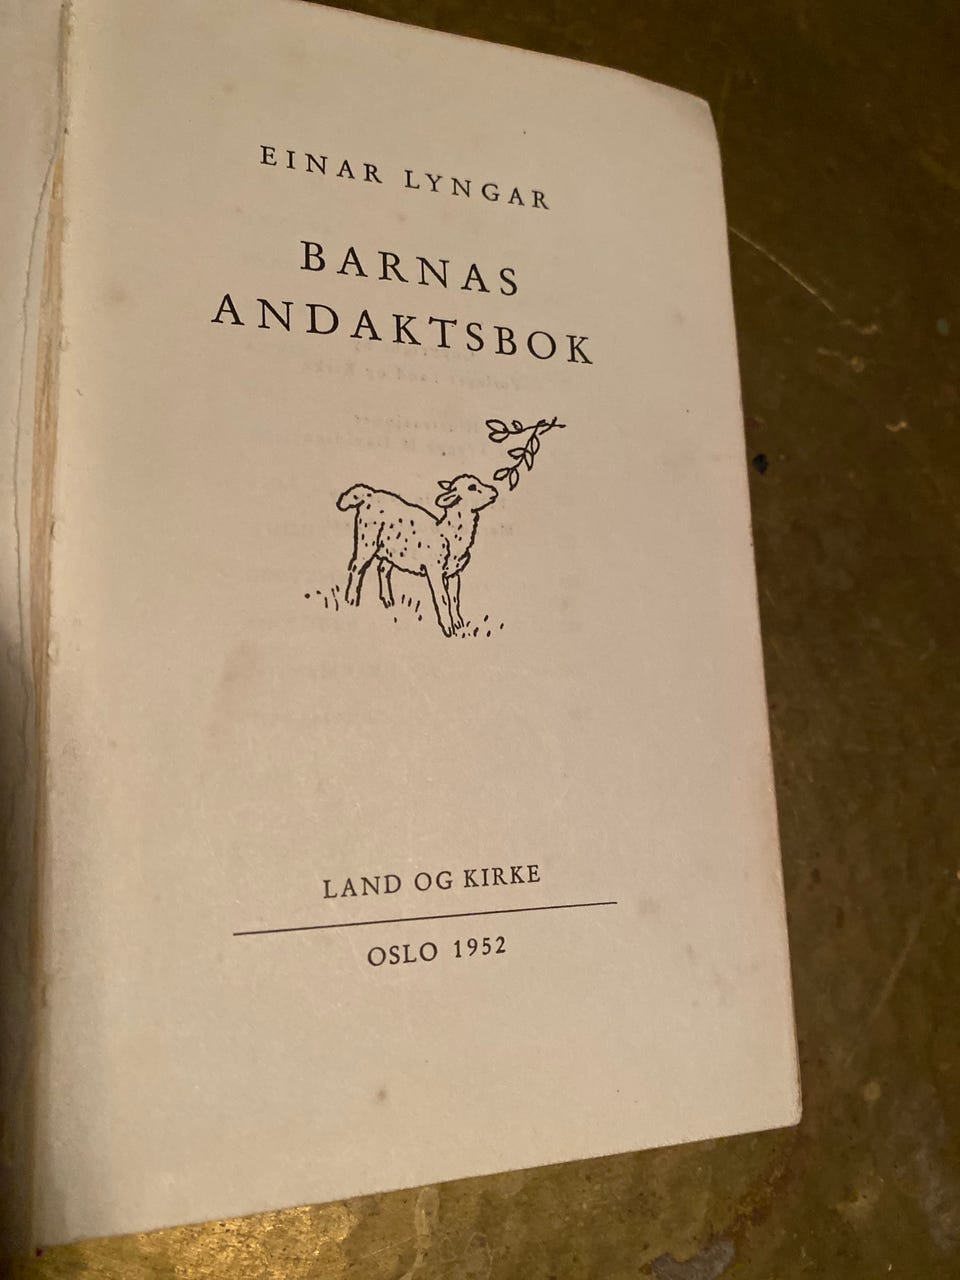 EINAR LYNGAR
BARNAS
ANDAKTSBOK
LAND OG KIRKE
OSLO 1952